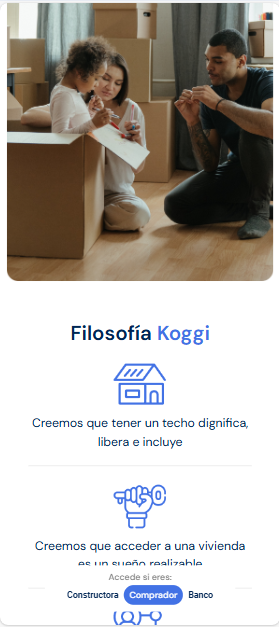 Filosofía Koggi
Creemos que tener un techo dignifica,
libera e incluye
Creemos que acceder a una vivienda
es un sueño realizable
Accede si eres:
Constructora Comprador Banco